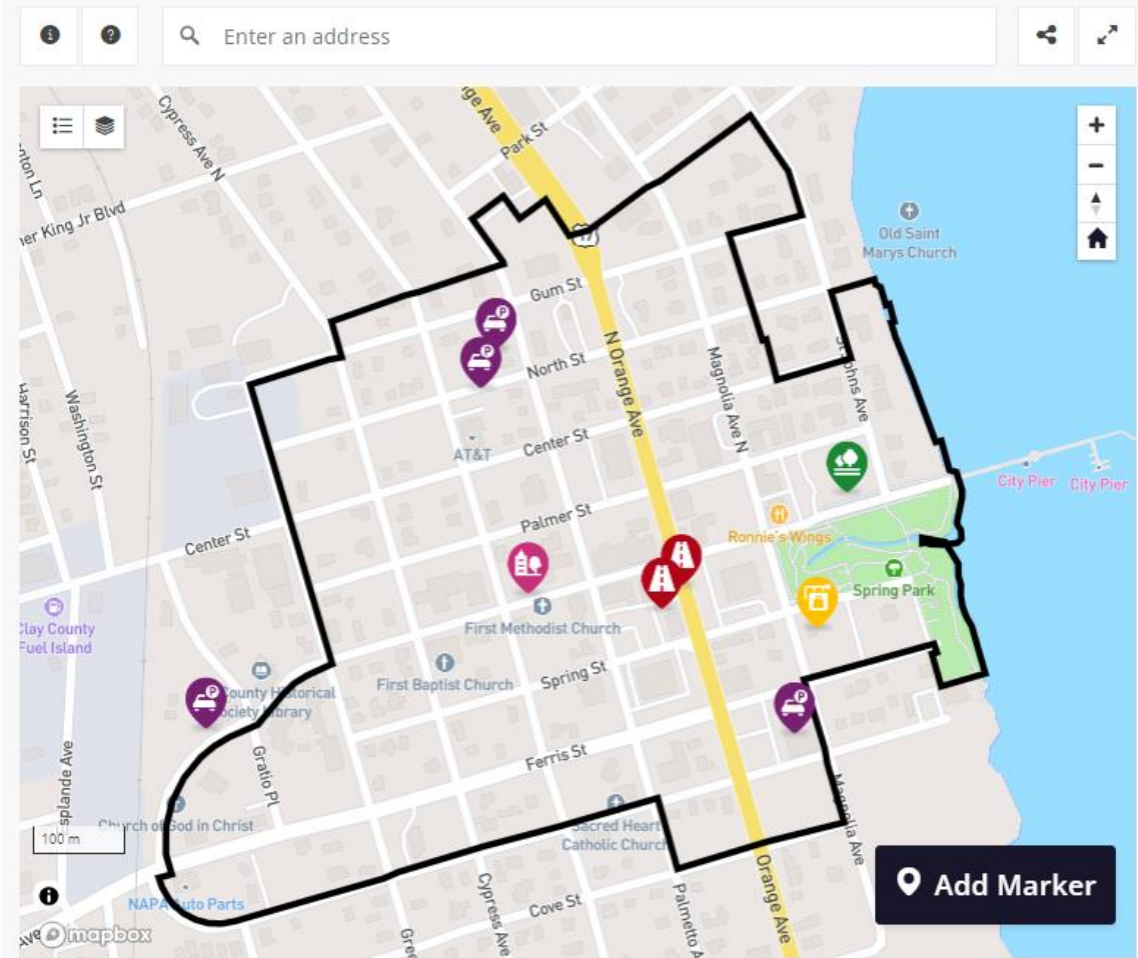 Enter an address
ge Ave
Cypress Ave N
Park St
ner King Jr Blvd
17
Old Saint
Marys Church
Gum St
P
P
North St
N Orange Ave
Magnolia Ave N
St Johns Ave
Harrison St
Washington St
AT&T
Center St
City Pier
City Pier
Palmer St
Ronnie's Wings
Center St
Spring Park
Clay County
Fuel Island
First Methodist Church
First Baptist Church
Spring St
County Historical
Society Library
P
P
Ferris St
Gratio Pl
splande Ave
Church of God in Christ
100 m
Sacred Heart
Catholic Church
Magnolia Ave
Orange Ave
Add Marker
NAPA Auto Parts
Cypress Ave
Cove St
Palmetto A
Gree
Ave
mapbox